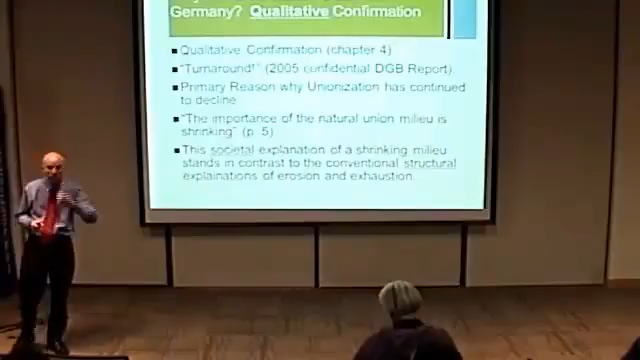 Germany? Qualitative Confirmation
Qualitative Confirmation (chapter 4)
"Turnaround!" (2005 confidential DGB Report).
Primary Reason why Unionization has continued
to decline
"The importance of the natural union milieu is
shrinking" (p. 5)
This societal explanation of a shrinking milieu
stands in contrast to the conventional structural
explainations of erosion and exhaustion.